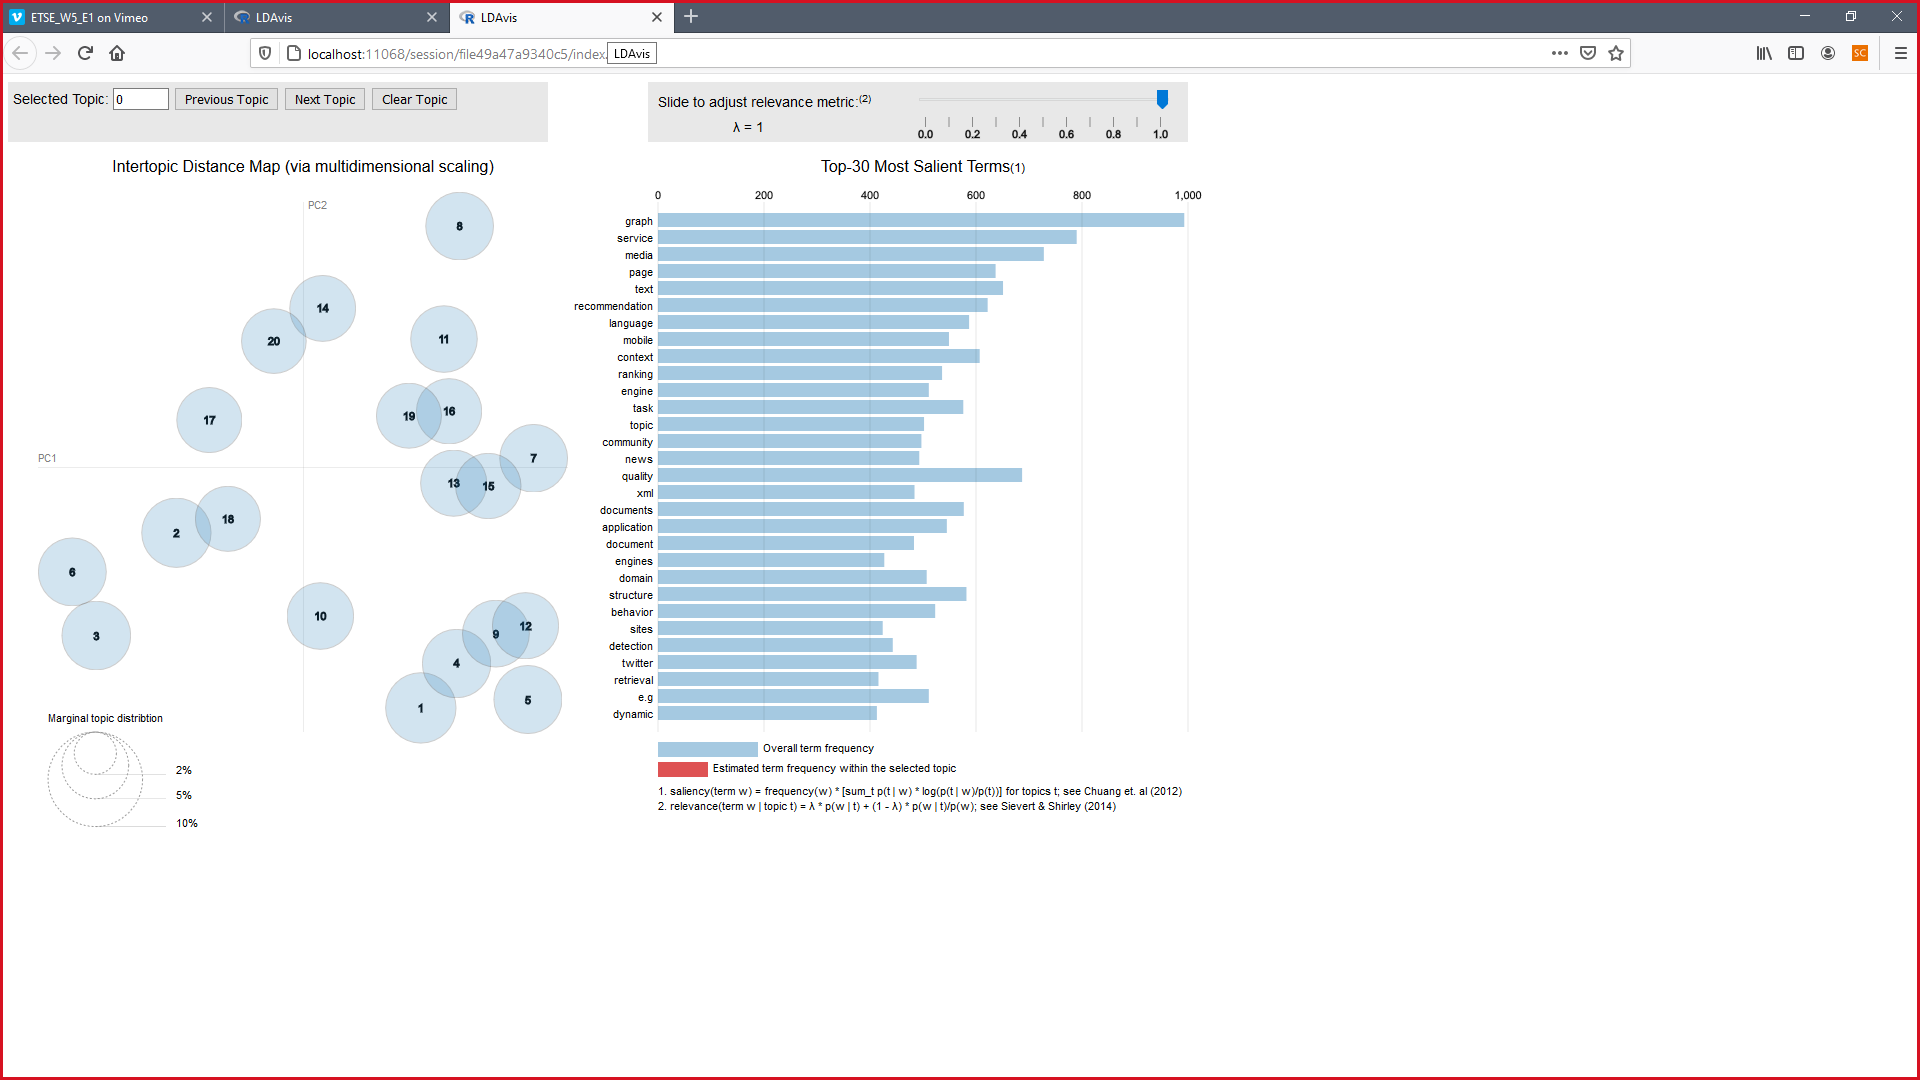 ETSE_W5_E1 on Vimeo
LDAvis
LDAvis
localhost:11068/session/file49a47a9340c5/index.
LDAvis
SC
Selected Topic: 0 Previous Topic Next Topic Clear Topic
Slide to adjust relevance metric:(2)
λ = 1
0.0 0.2 0.4 0.6 0.8 1.0
Intertopic Distance Map (via multidimensional scaling)
PC2
PC1
8
14
20
11
17
19
16
7
13
15
18
2
6
3
10
12
9
4
5
1
Marginal topic distribtion
2%
5%
10%
Top-30 Most Salient Terms(1)
0 200 400 600 800 1,000
graph
service
media
page
text
recommendation
language
mobile
context
ranking
engine
task
topic
community
news
quality
xml
documents
application
document
engines
domain
structure
behavior
sites
detection
twitter
retrieval
e.g
dynamic
Overall term frequency
Estimated term frequency within the selected topic
1. saliency(term w) = frequency(w) * [sum_t p(t | w) * log(p(t | w)/p(t))] for topics t; see Chuang et. al (2012)
2. relevance(term w | topic t) = λ * p(w | t) + (1 - λ) * p(w | t)/p(w); see Sievert & Shirley (2014)